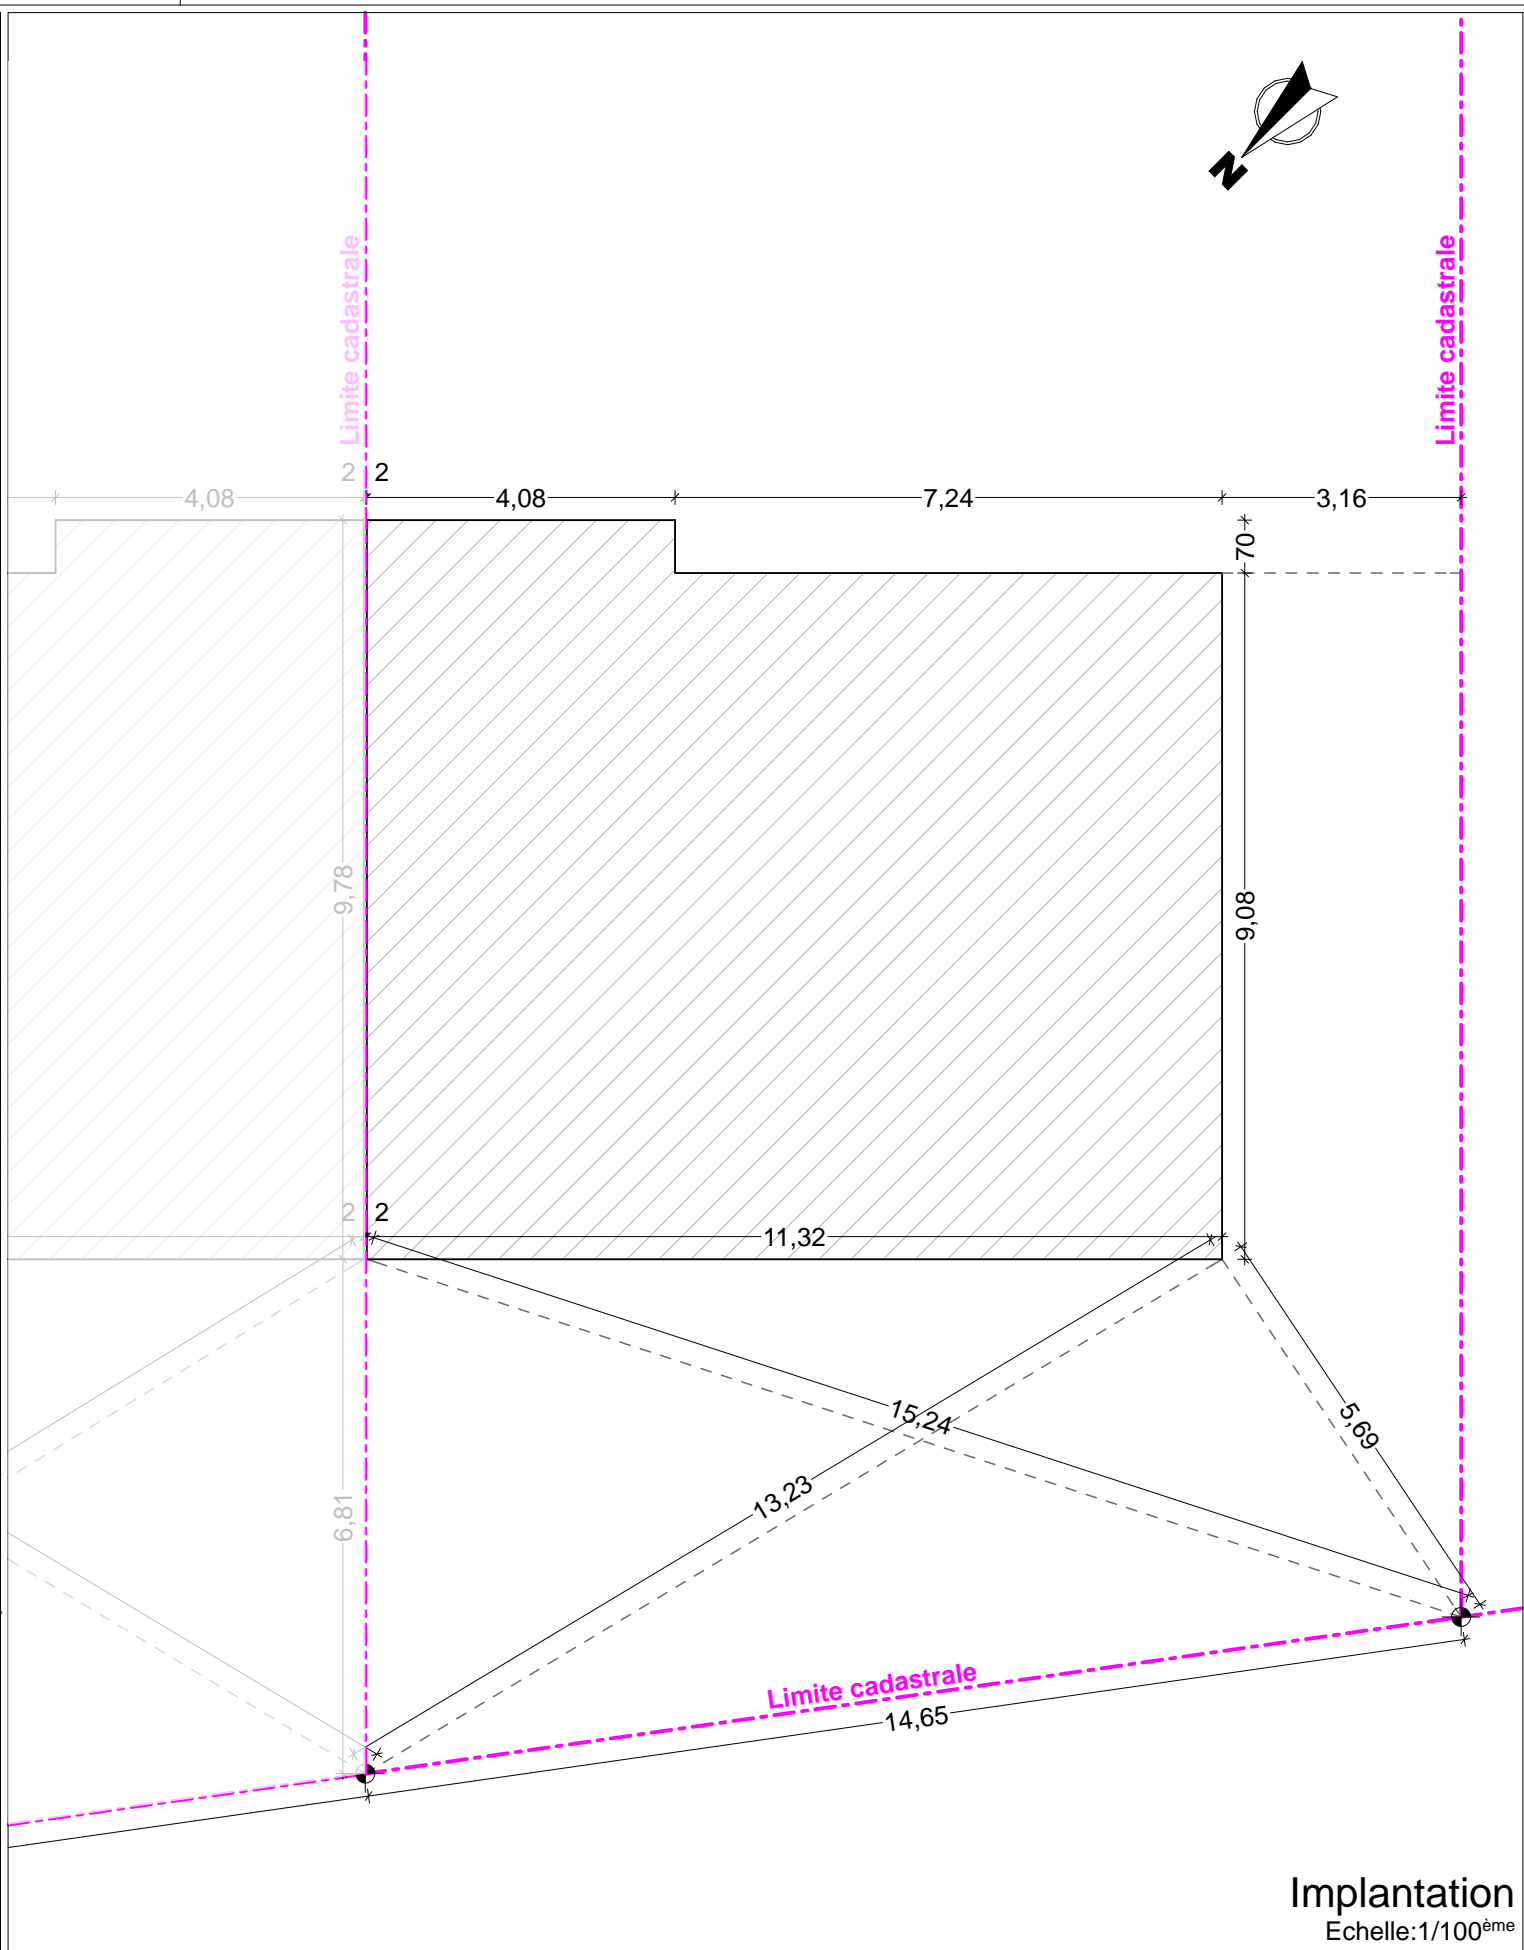 N
Limite cadastrale
Limite cadastrale
2 2
4,08
4,08
7,24
3,16
70
9,78
9,08
2 2
11,32
15,24
5,69
13,23
6,81
Limite cadastrale
14,65
Implantation
Echelle:1/100ème